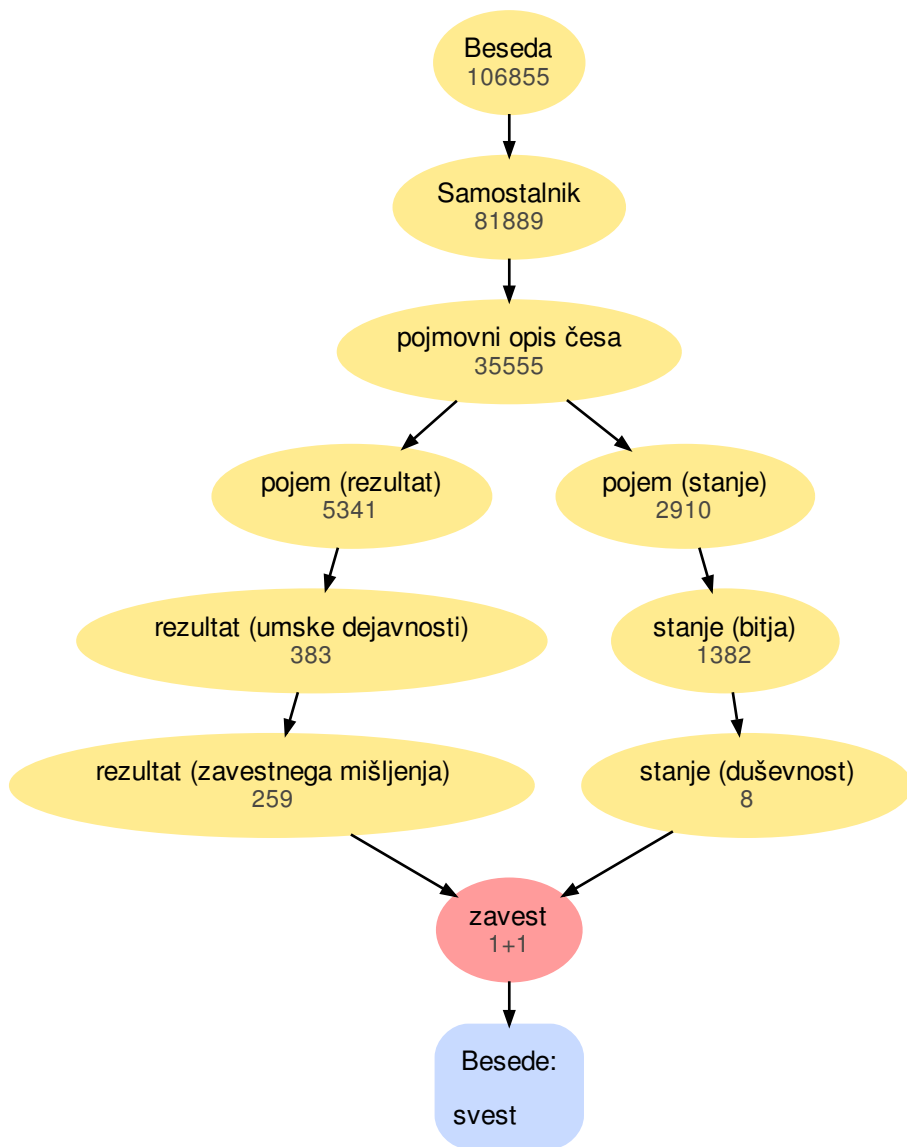 Beseda
106855
Samostalnik
81889
pojmovni opis česa
35555
pojem (rezultat)
5341
pojem (stanje)
2910
rezultat (umske dejavnosti)
383
stanje (bitja)
1382
rezultat (zavestnega mišljenja)
259
stanje (duševnost)
8
zavest
1+1
Besede:
svest